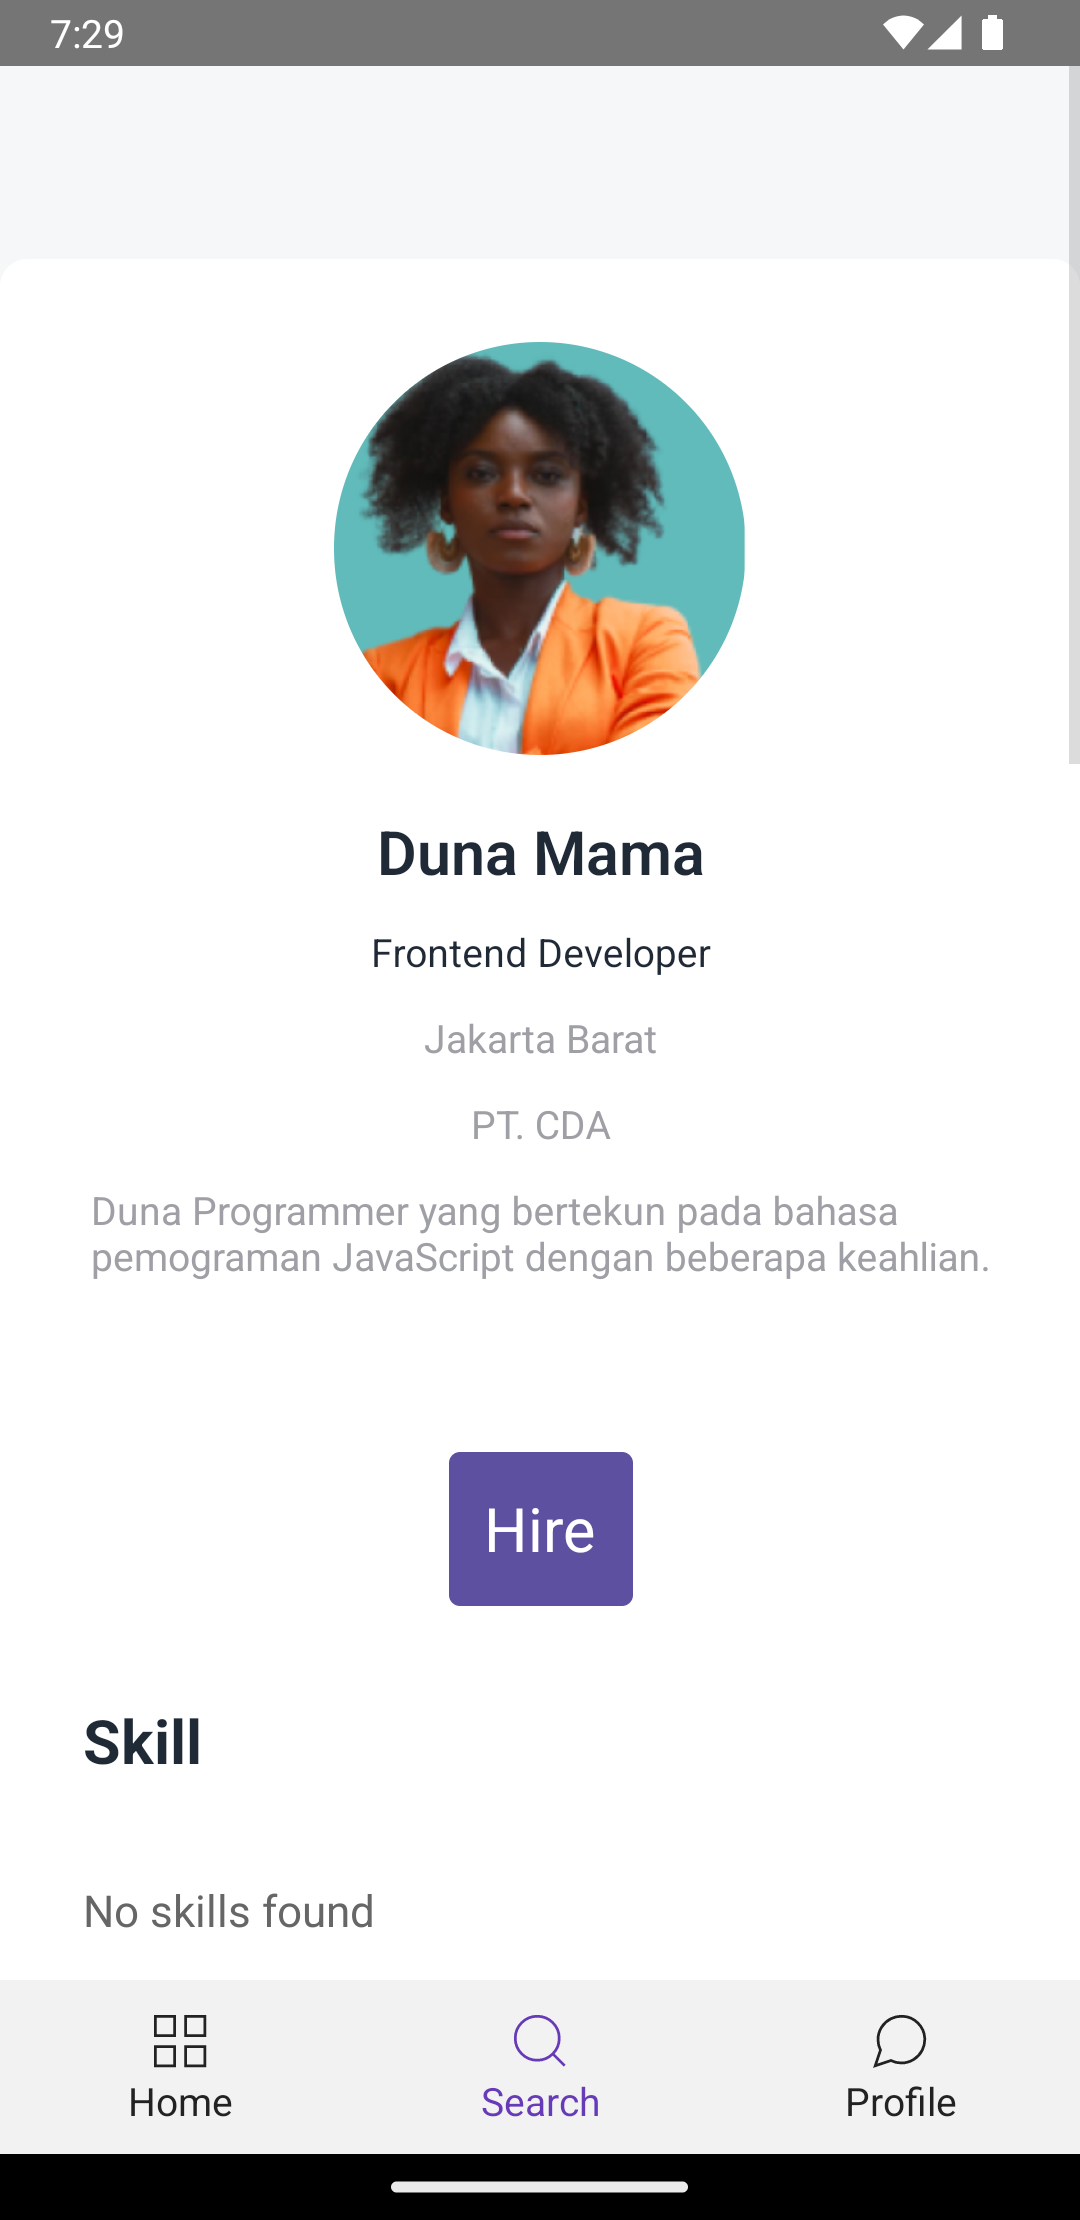 7:29
Duna Mama
Frontend Developer
Jakarta Barat
PT. CDA
Duna Programmer yang bertekun pada bahasa
pemograman JavaScript dengan beberapa keahlian.
Hire
Skill
No skills found
Home
Search
Profile